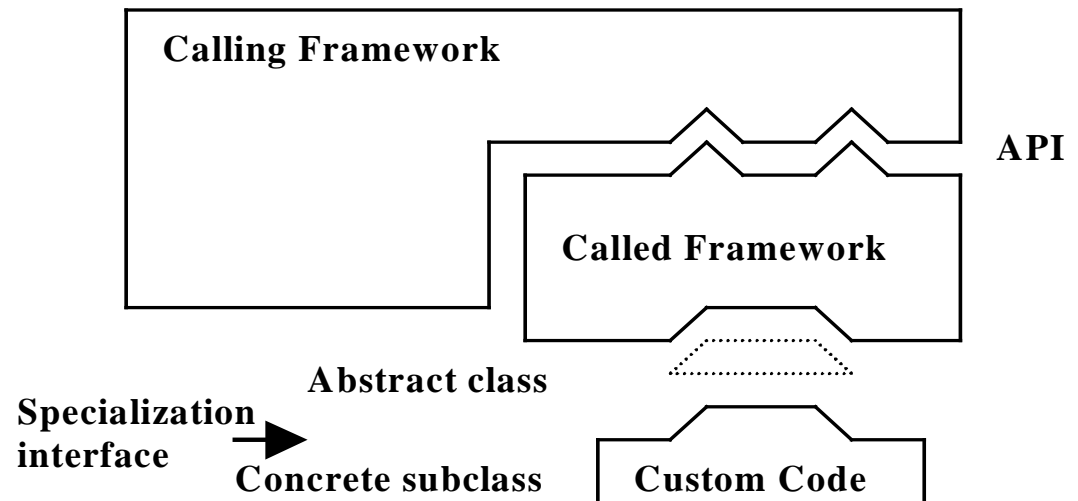 Calling Framework
API
Called Framework
Abstract class
Specialization
interface
Concrete subclass
Custom Code